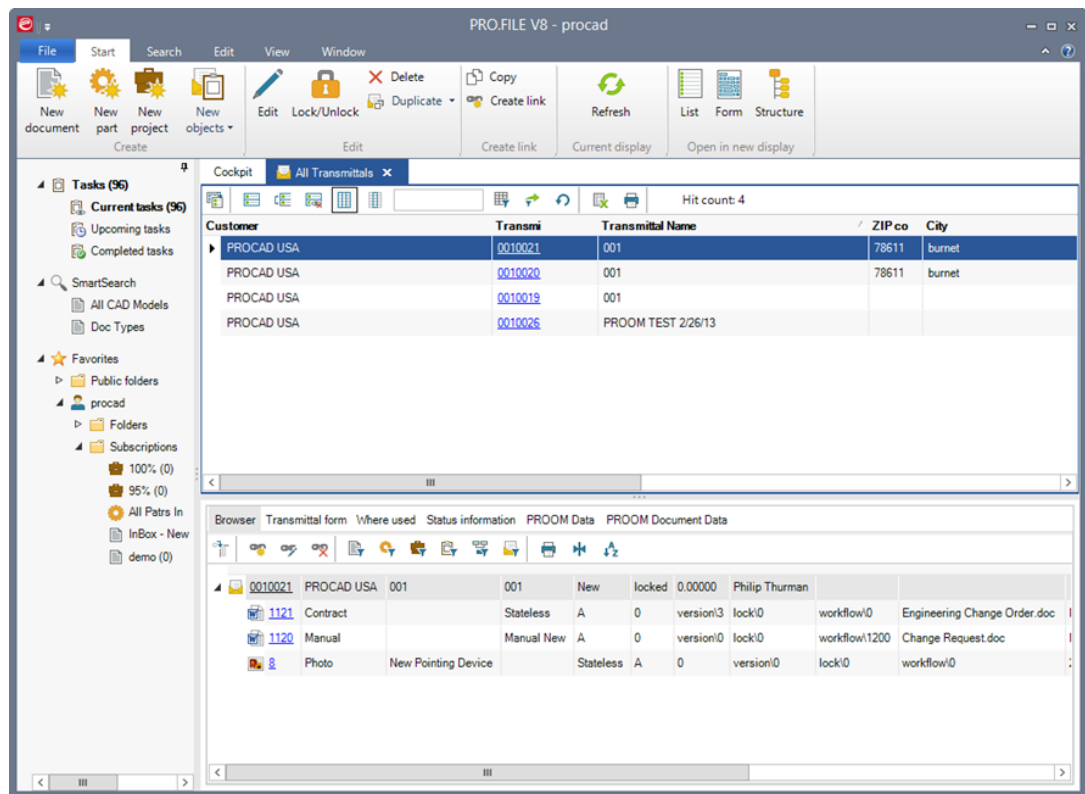 PRO.FILE V8 - procad
File Start Search Edit View Window
New document
New part
New project
New objects
Create
Edit
Lock/Unlock
Delete
Duplicate
Edit
Copy
Create link
Create link
Refresh
Current display
List
Form
Structure
Open in new display
Tasks (96)
Current tasks (96)
Upcoming tasks
Completed tasks
SmartSearch
All CAD Models
Doc Types
Favorites
Public folders
procad
Folders
Subscriptions
100% (0)
95% (0)
All Patrs In
InBox - New
demo (0)
Cockpit All Transmittals
Hit count: 4
Customer Transmi Transmittal Name ZIP co City
PROCAD USA 0010021 001 78611 burnet
PROCAD USA 0010020 001 78611 burnet
PROCAD USA 0010019 001
PROCAD USA 0010026 PROOM TEST 2/26/13
Browser Transmittal form Where used Status information PROOM Data PROOM Document Data
0010021 PROCAD USA 001 001 New locked 0.00000 Philip Thurman
1121 Contract Stateless A 0 version\3 lock\0 workflow\0 Engineering Change Order.doc
1120 Manual Manual New A 0 version\0 lock\0 workflow\1200 Change Request.doc
8 Photo New Pointing Device Stateless A 0 version\0 lock\0 workflow\0